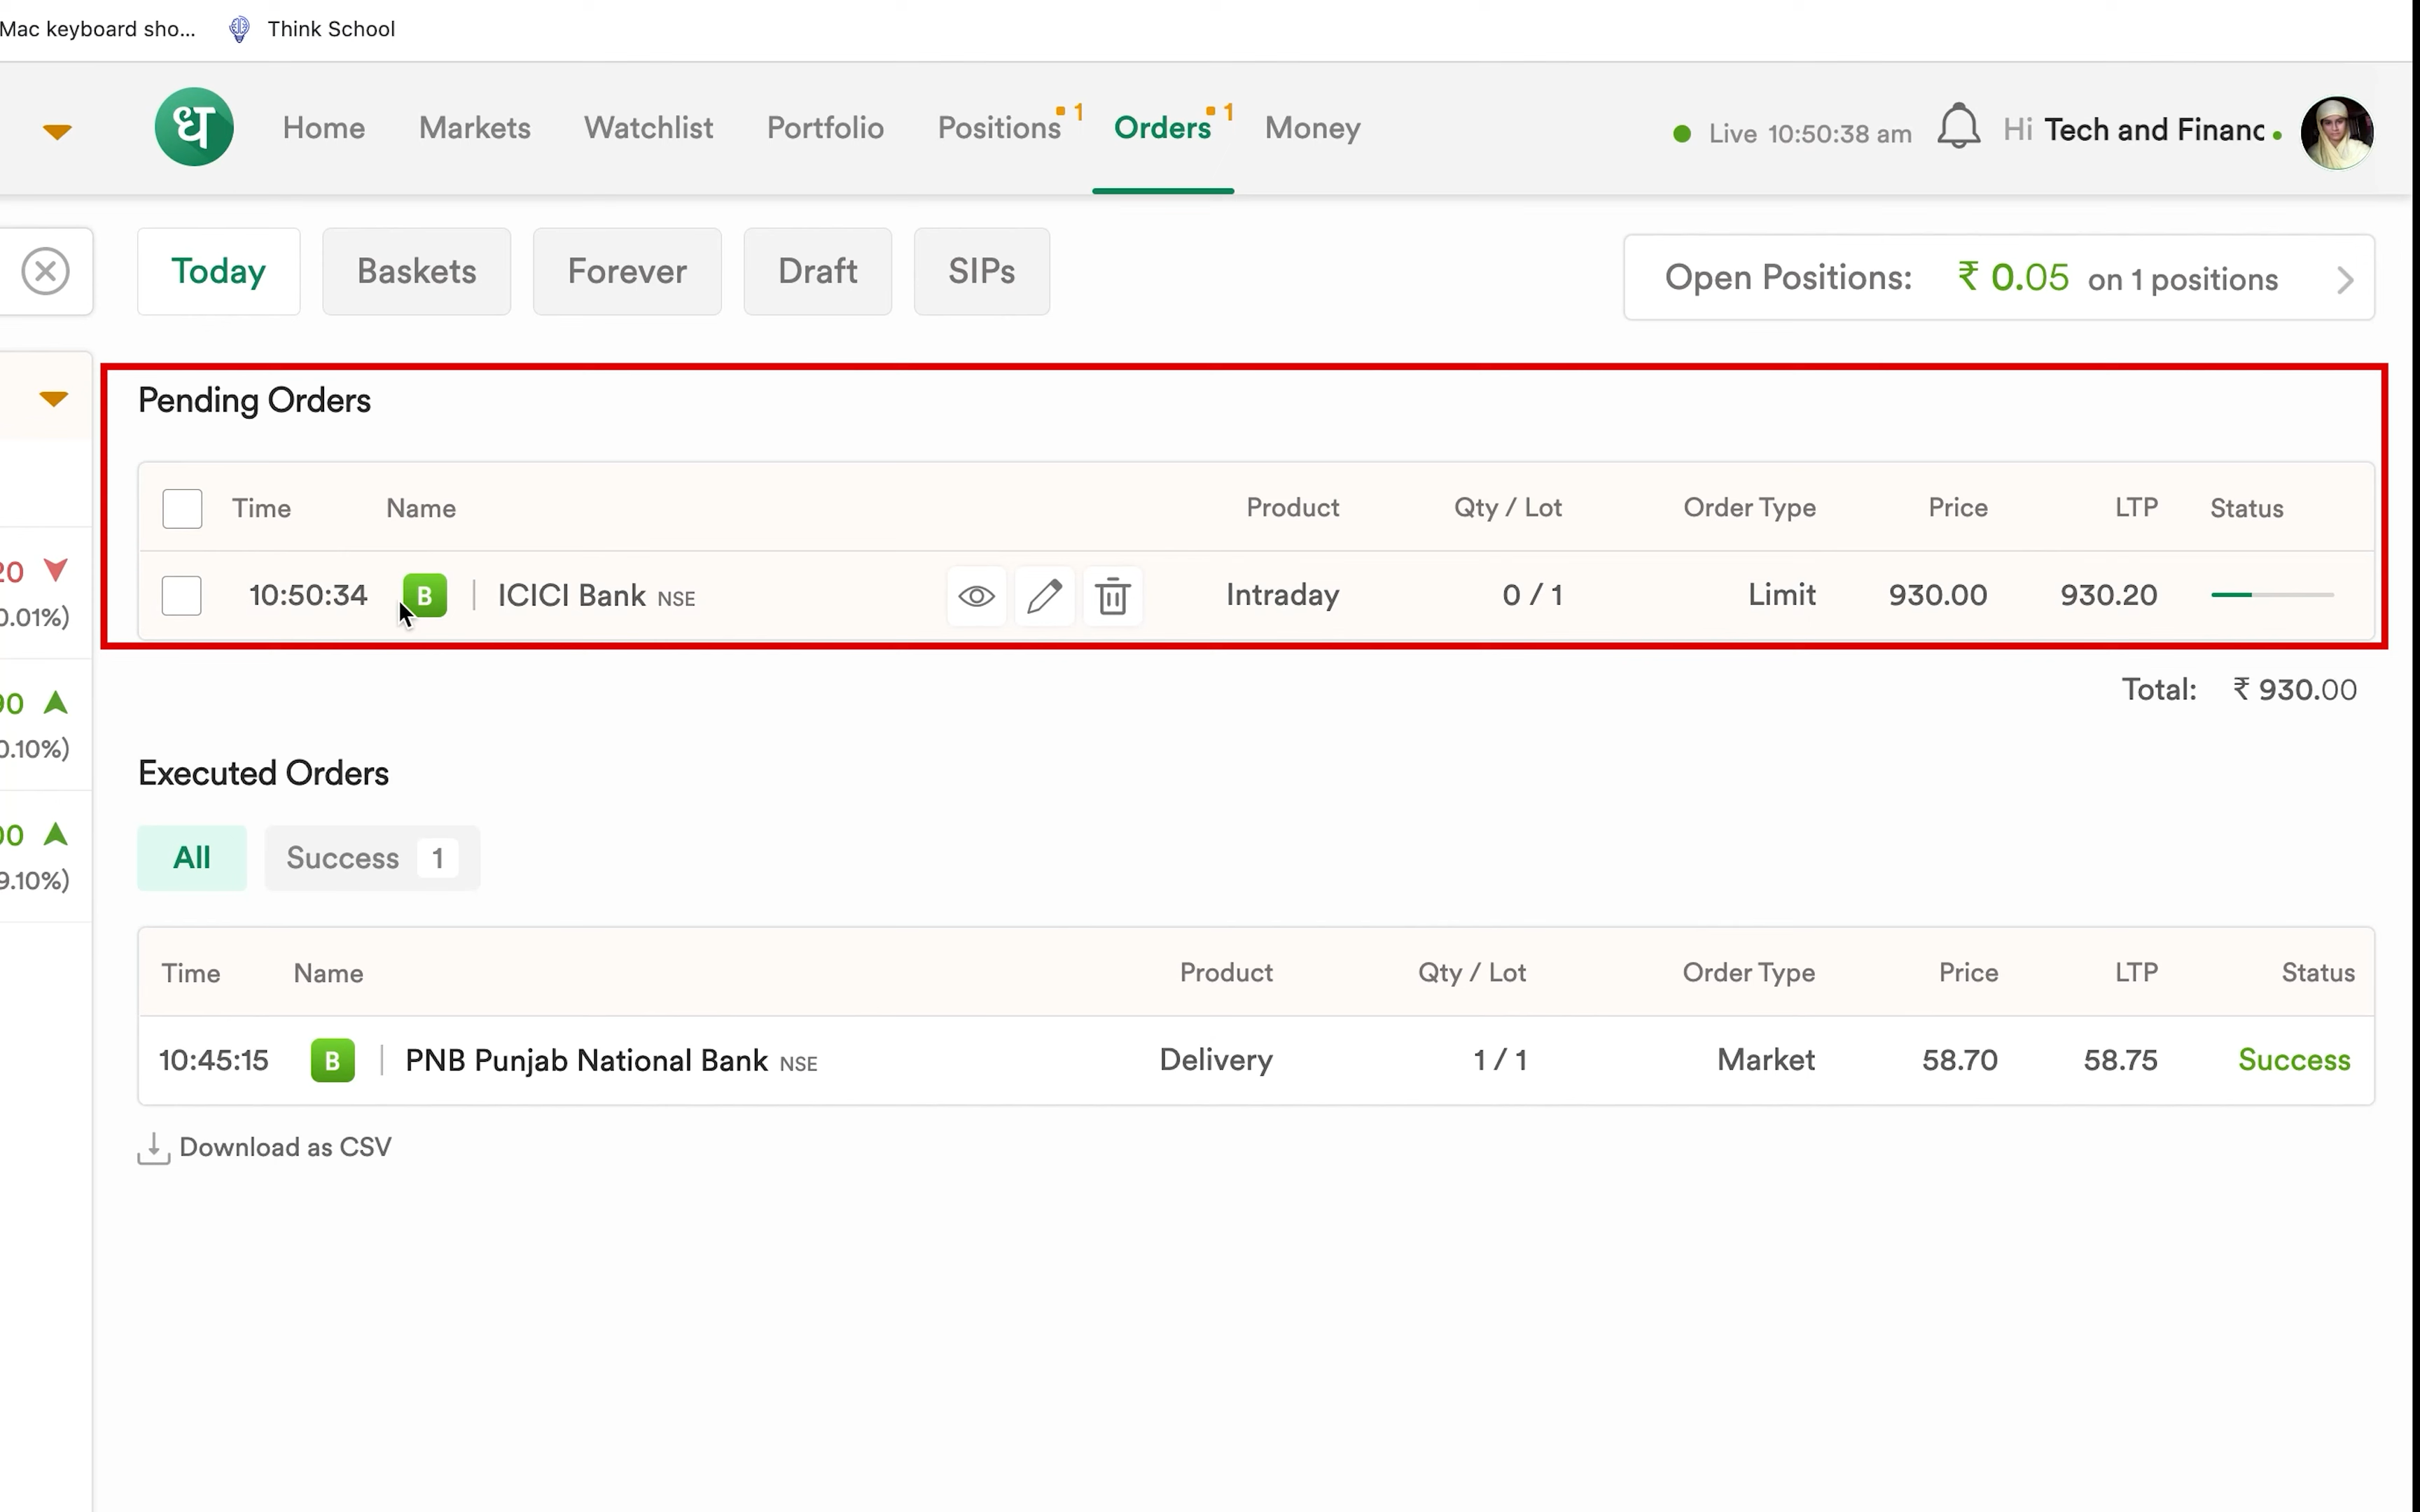 Mac keyboard sho... Think School
ध Home Markets Watchlist Portfolio Positions 1 Orders 1 Money Live 10:50:38 am Hi Tech and Financ
Today Baskets Forever Draft SIPs Open Positions: ₹ 0.05 on 1 positions
Pending Orders
Time Name Product Qty / Lot Order Type Price LTP Status
10:50:34 B ICICI Bank NSE Intraday 0 / 1 Limit 930.00 930.20
Total: ₹ 930.00
Executed Orders
All Success 1
Time Name Product Qty / Lot Order Type Price LTP Status
10:45:15 B PNB Punjab National Bank NSE Delivery 1 / 1 Market 58.70 58.75 Success
Download as CSV